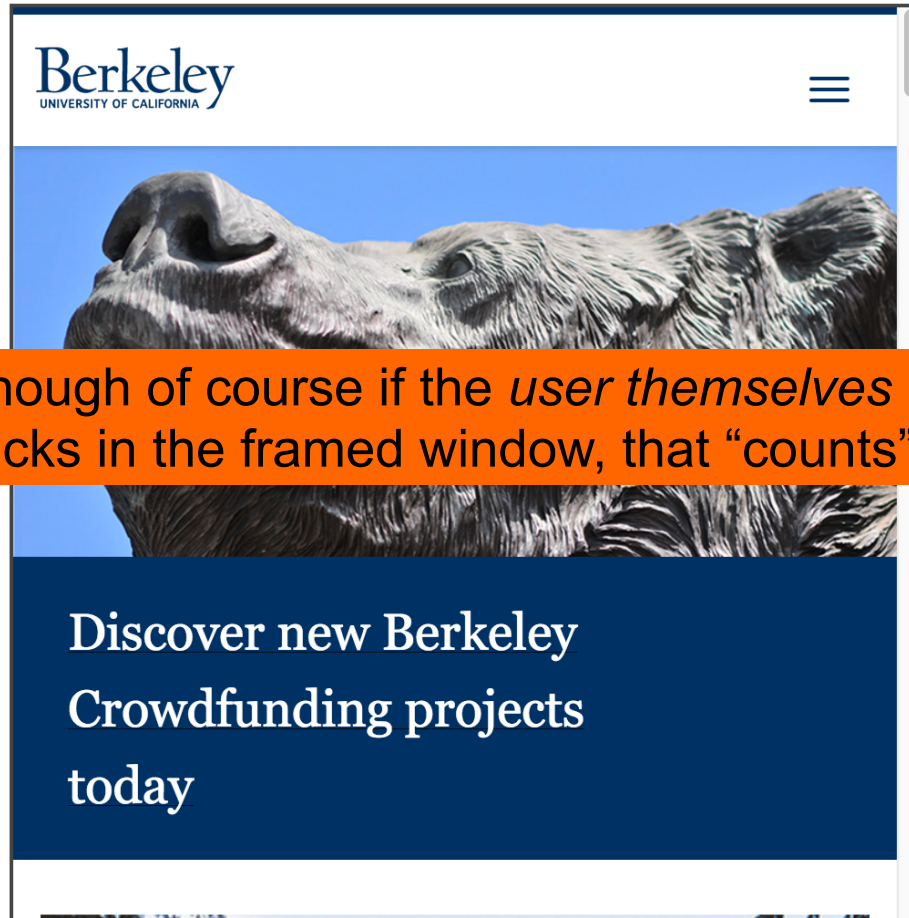 Berkeley
UNIVERSITY OF CALIFORNIA
hough of course if the user themselves
cks in the framed window, that “counts”
Discover new Berkeley
Crowdfunding projects
today